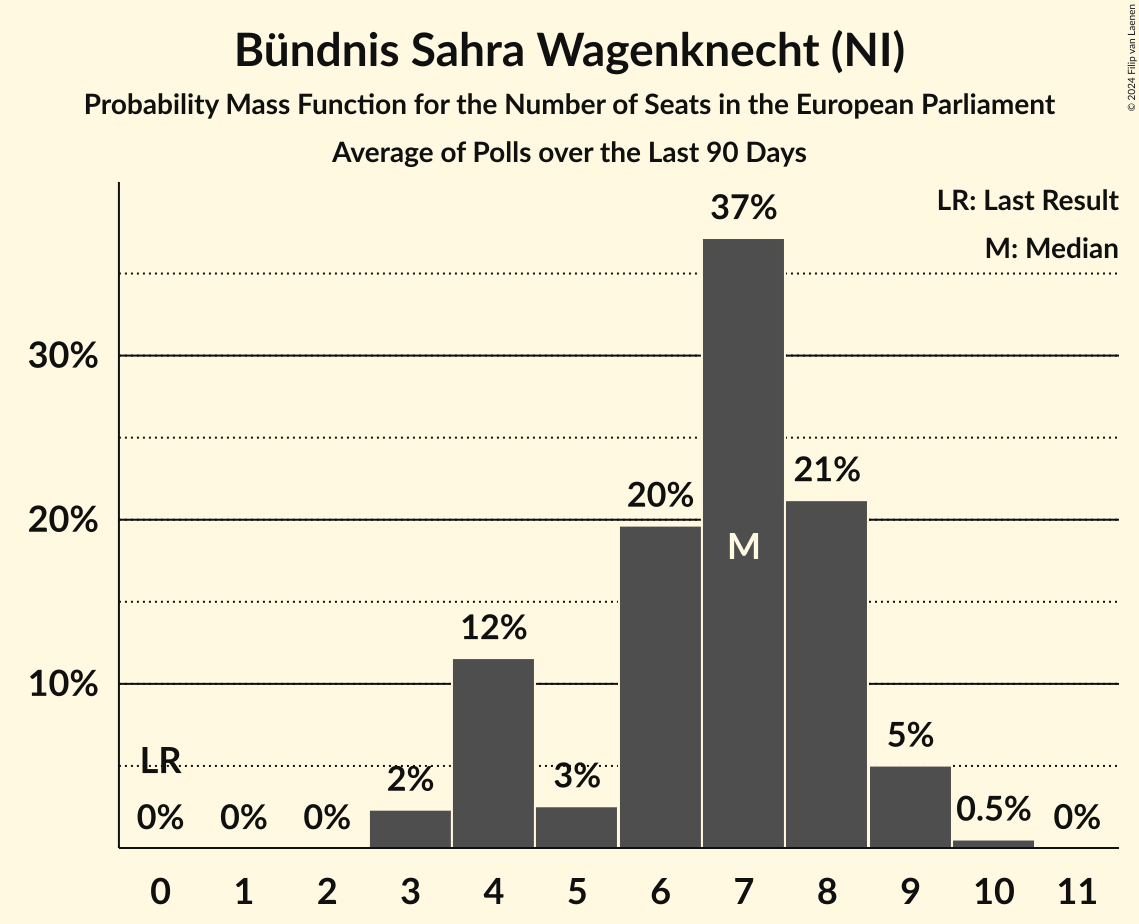 Bündnis Sahra Wagenknecht (NI)
Probability Mass Function for the Number of Seats in the European Parliament
Average of Polls over the Last 90 Days
© 2024 Filip van Laenen
LR: Last Result
M: Median
37%
30%
21%
20%
20%
M
12%
10%
LR
5%
2%
3%
0%
0%
0%
0.5%
0%
0 1 2 3 4 5 6 7 8 9 10 11